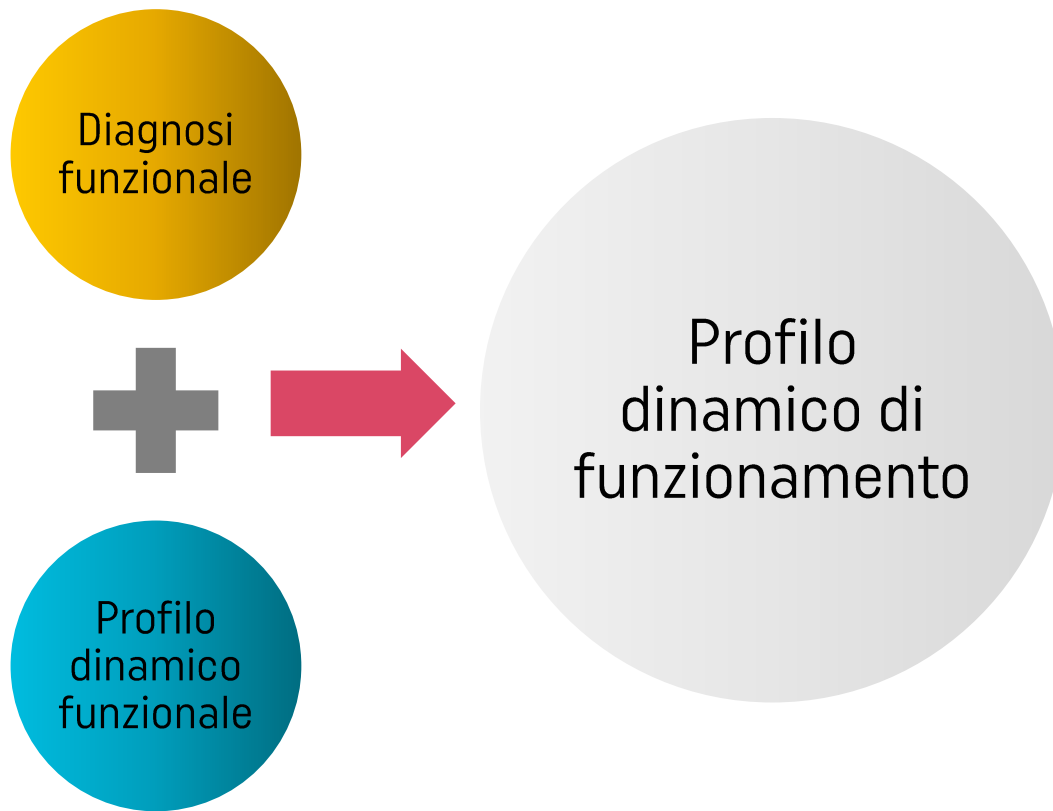 Diagnosi
funzionale
Profilo
dinamico
funzionale
Profilo
dinamico di
funzionamento